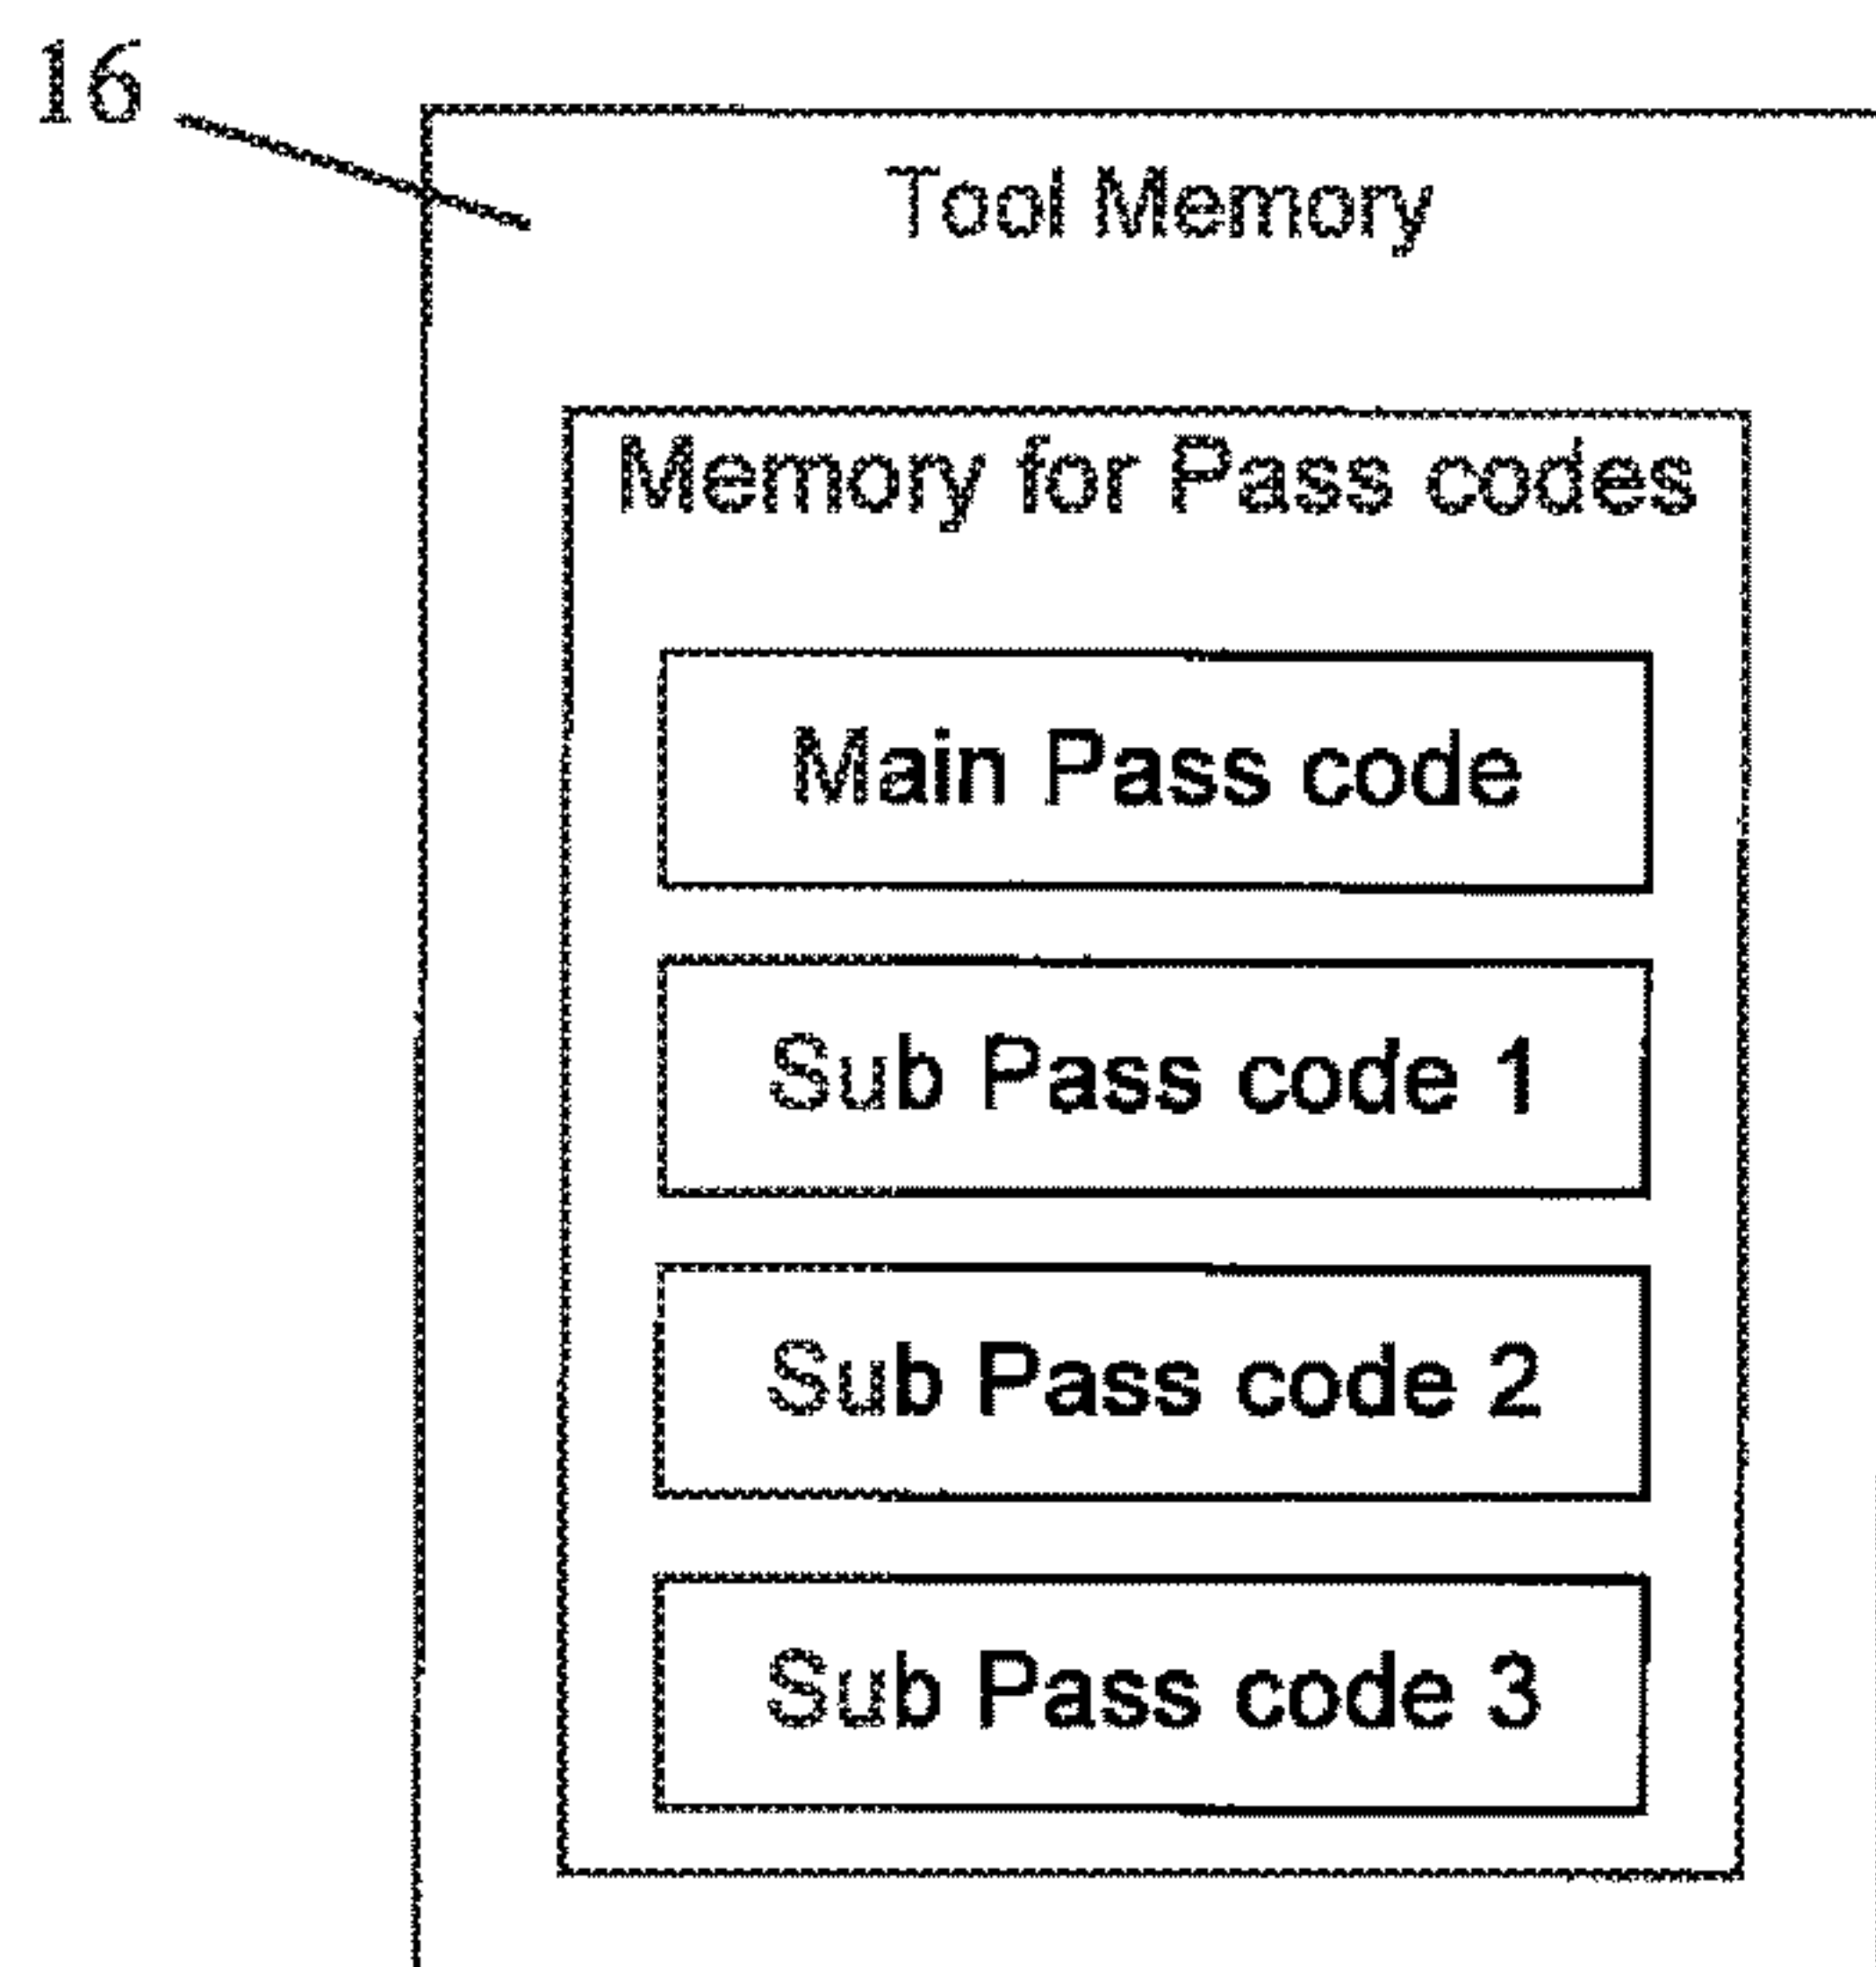 16
Tool Memory
Memory for Pass codes
Main Pass code
Sub Pass code 1
Sub Pass code 2
Sub Pass code 3